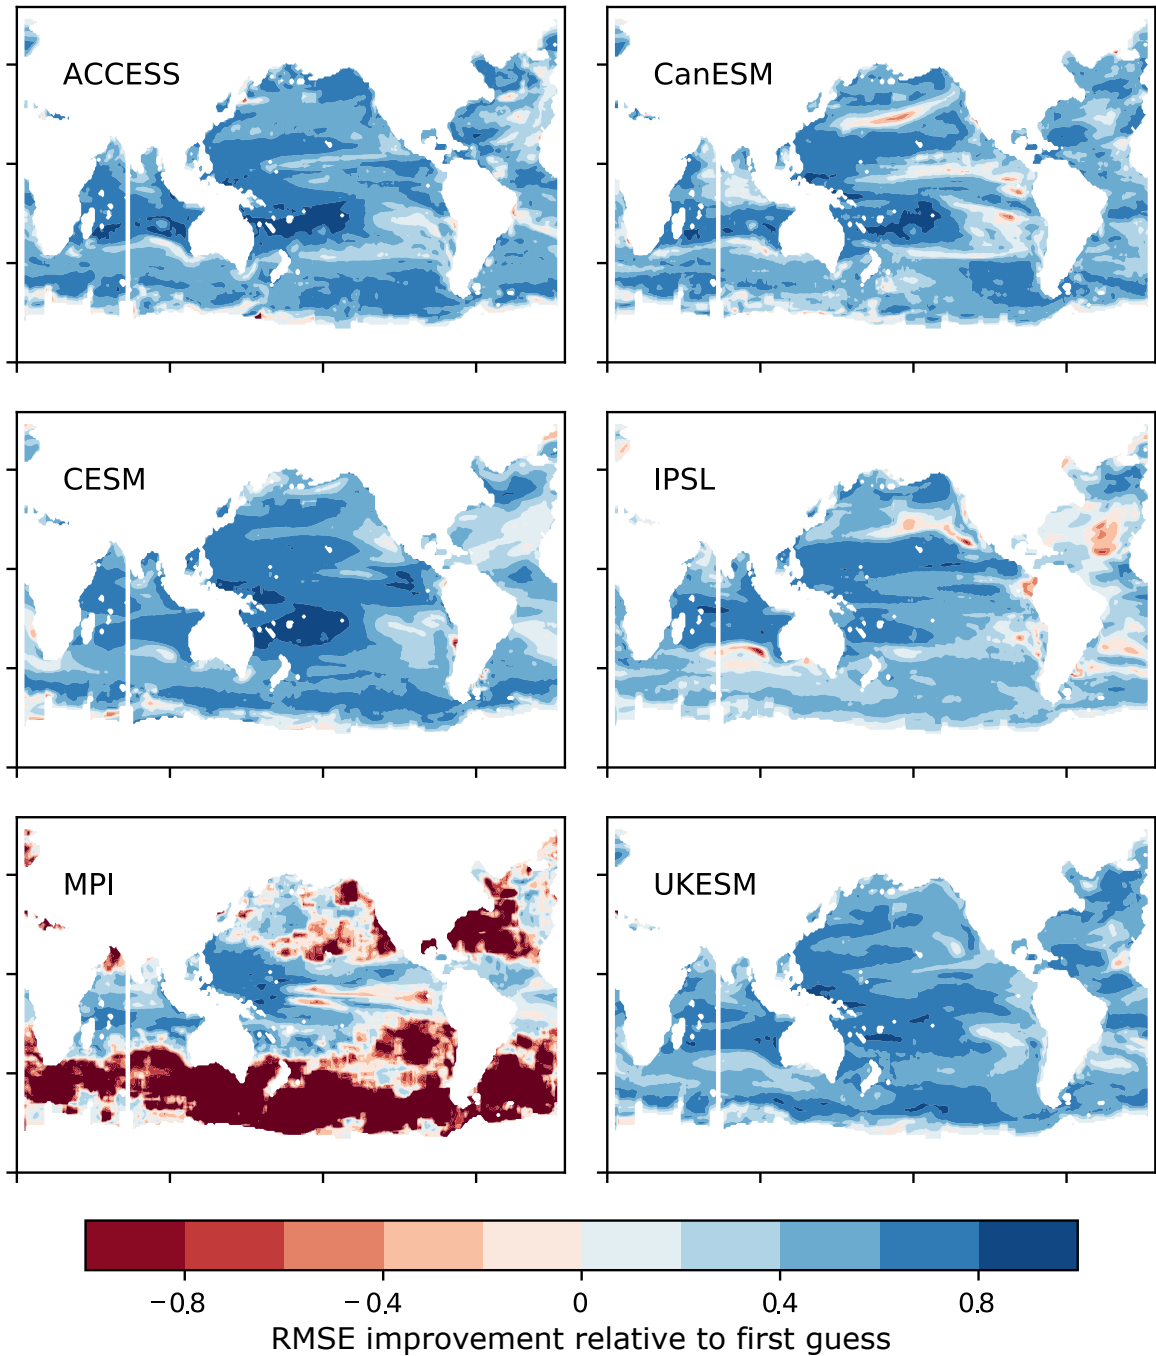 ACCESS
CanESM
CESM
IPSL
MPI
UKESM
−0.8 −0.4 0 0.4 0.8
RMSE improvement relative to first guess